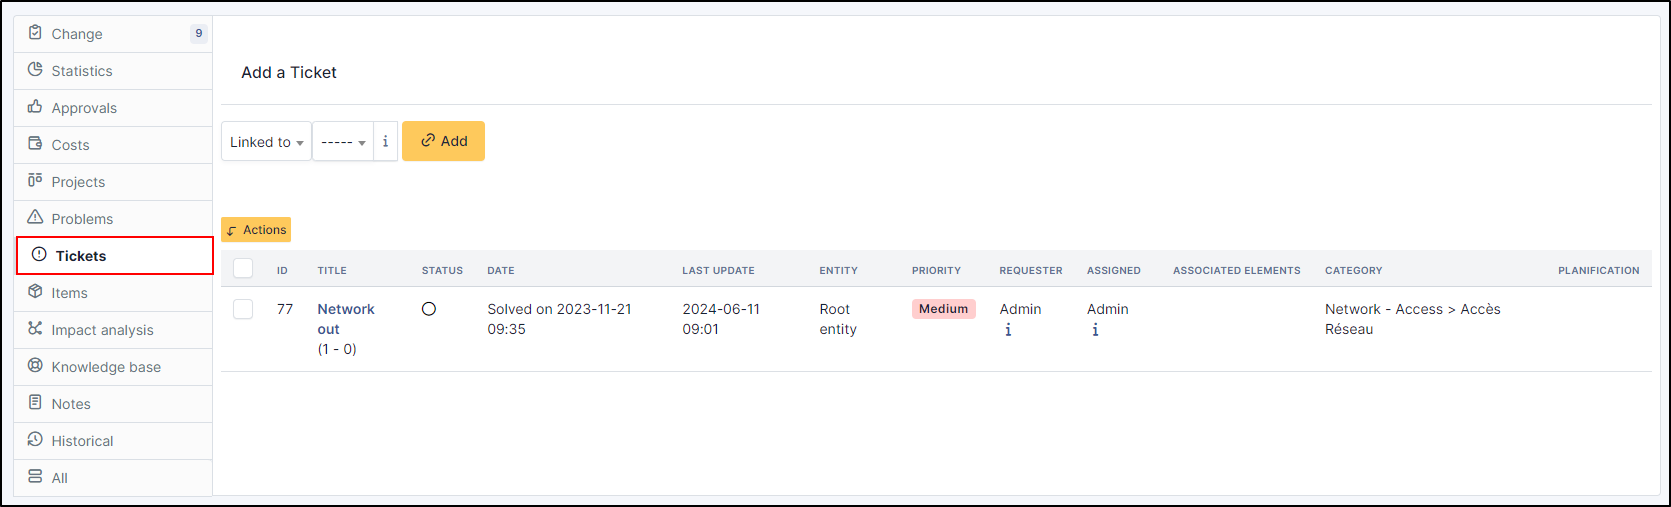 Change 9
Statistics
Approvals
Costs
Projects
Problems
Tickets
Items
Impact analysis
Knowledge base
Notes
Historical
All
Add a Ticket
Linked to ----- i Add
Actions
ID TITLE STATUS DATE LAST UPDATE ENTITY PRIORITY REQUESTER ASSIGNED ASSOCIATED ELEMENTS CATEGORY PLANIFICATION
77 Network Solved on 2023-11-21 2024-06-11 Root Medium Admin Admin Network - Access > Accès
out 09:35 09:01 entity i i Réseau
(1 - 0)